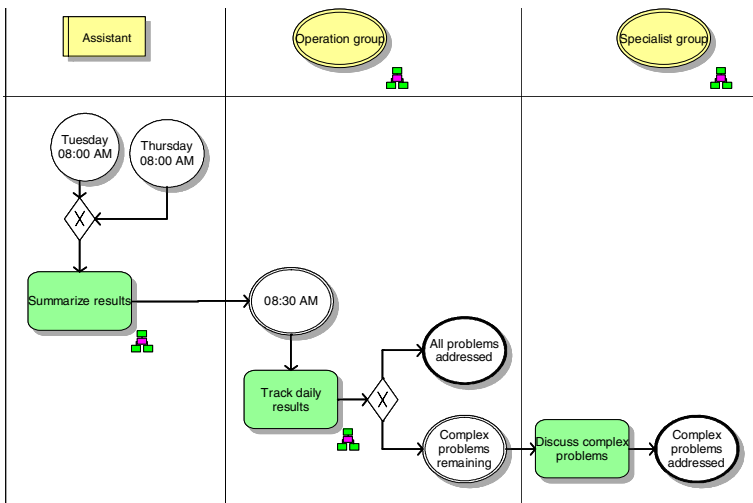 Assistant
Operation group
Specialist group
Tuesday
08:00 AM
Thursday
08:00 AM
X
Summarize results
08:30 AM
All problems
addressed
Track daily
results
X
Complex
problems
remaining
Discuss complex
problems
Complex
problems
addressed